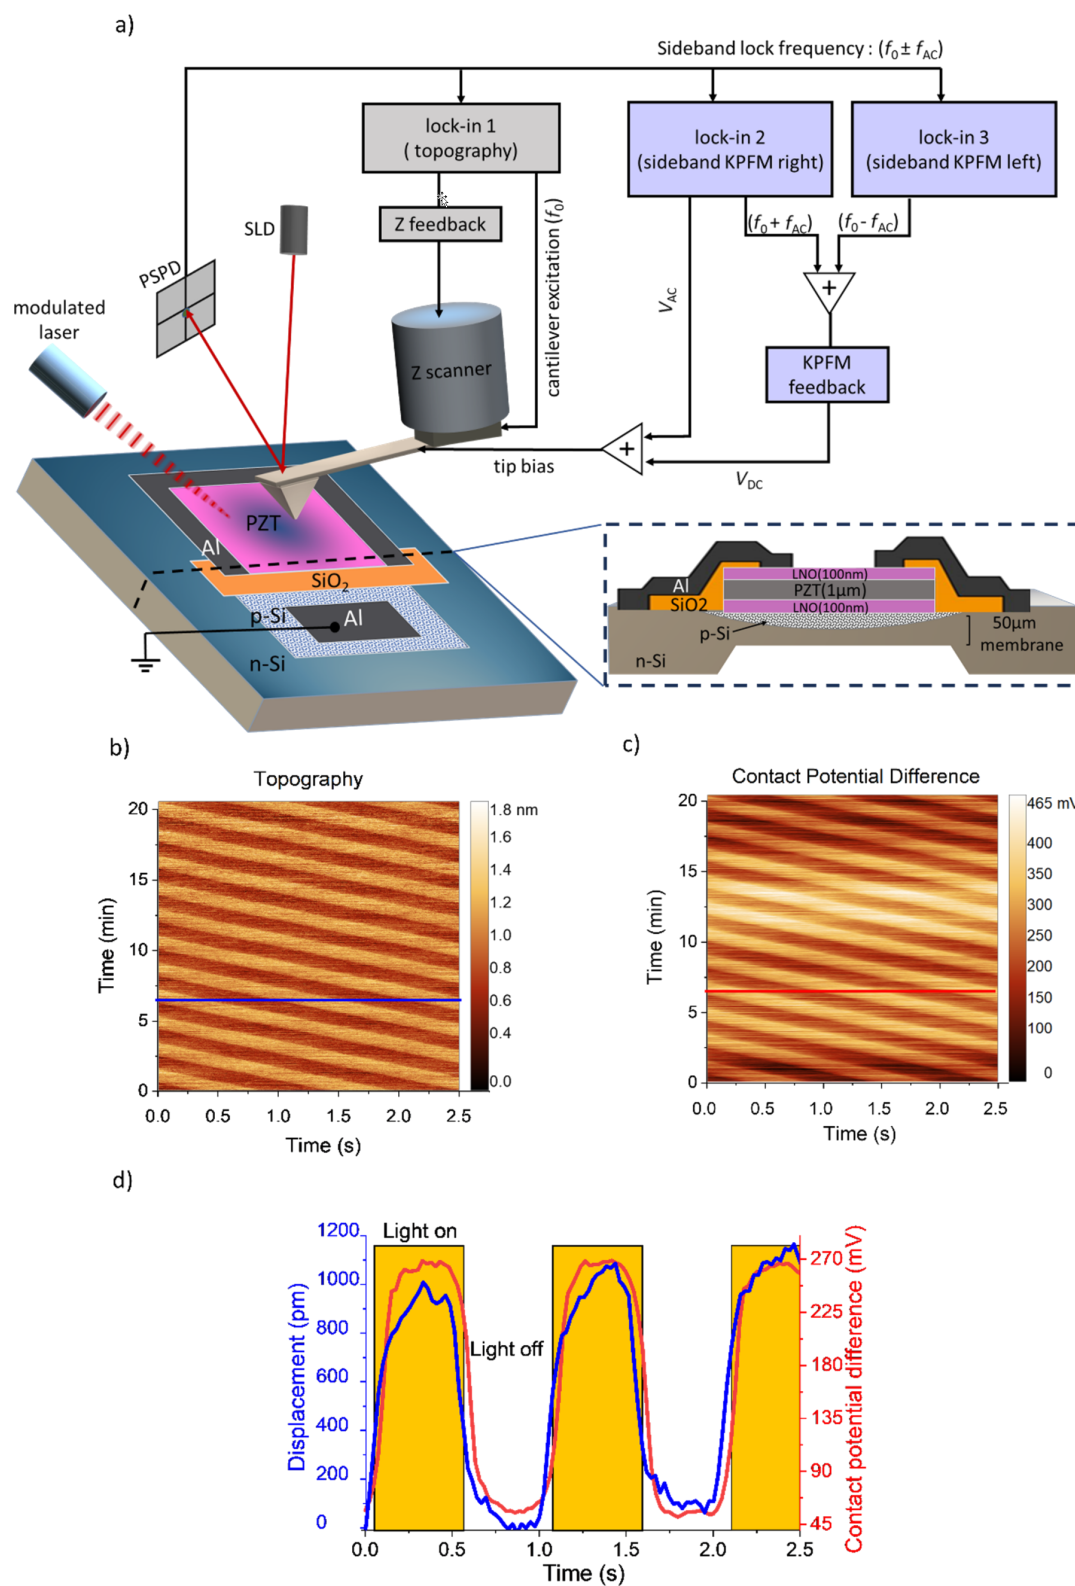 a)
Sideband lock frequency : (f₀ ± f_AC)
lock-in 1
( topography)
lock-in 2
(sideband KPFM right)
lock-in 3
(sideband KPFM left)
Z feedback
cantilever excitation (f₀)
V_AC
(f₀ + f_AC)
(f₀ - f_AC)
+
KPFM
feedback
SLD
PSPD
modulated
laser
Z scanner
+
tip bias
V_DC
PZT
Al
SiO₂
p-Si
Al
n-Si
Al
SiO2
LNO(100nm)
PZT(1µm)
LNO(100nm)
p-Si
n-Si
50µm
membrane
b)
Topography
Time (min)
20
15
10
5
0
0.0 0.5 1.0 1.5 2.0 2.5
Time (s)
1.8 nm
1.6
1.4
1.2
1.0
0.8
0.6
0.4
0.2
0.0
c)
Contact Potential Difference
Time (min)
20
15
10
5
0
0.0 0.5 1.0 1.5 2.0 2.5
Time (s)
465 mV
400
350
300
250
200
150
100
0
d)
Light on
Light off
Displacement (pm)
1200
1000
800
600
400
200
0
Contact potential difference (mV)
270
225
180
135
90
45
0.0 0.5 1.0 1.5 2.0 2.5
Time (s)